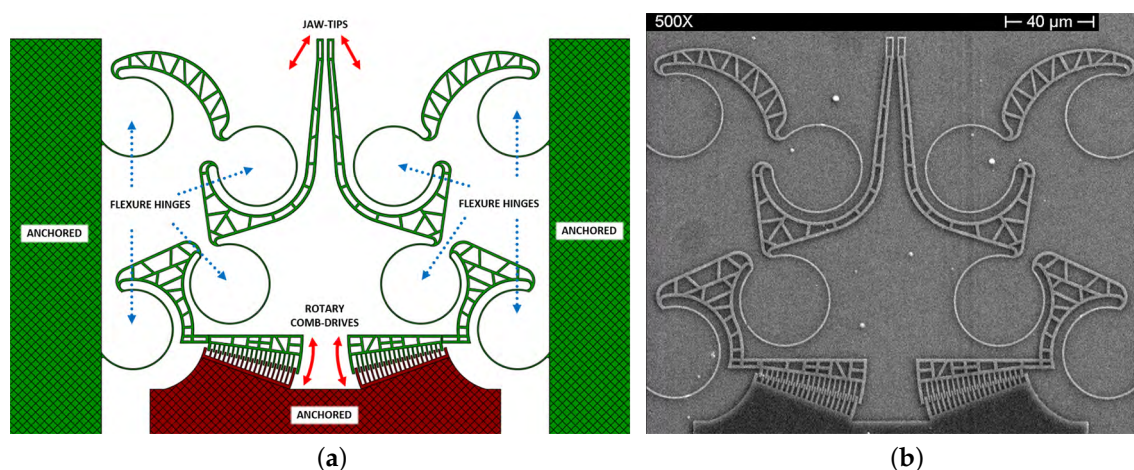 JAW-TIPS
FLEXURE HINGES
FLEXURE HINGES
ANCHORED
ANCHORED
ROTARY
COMB-DRIVES
ANCHORED
(a)
500X
40 µm
(b)